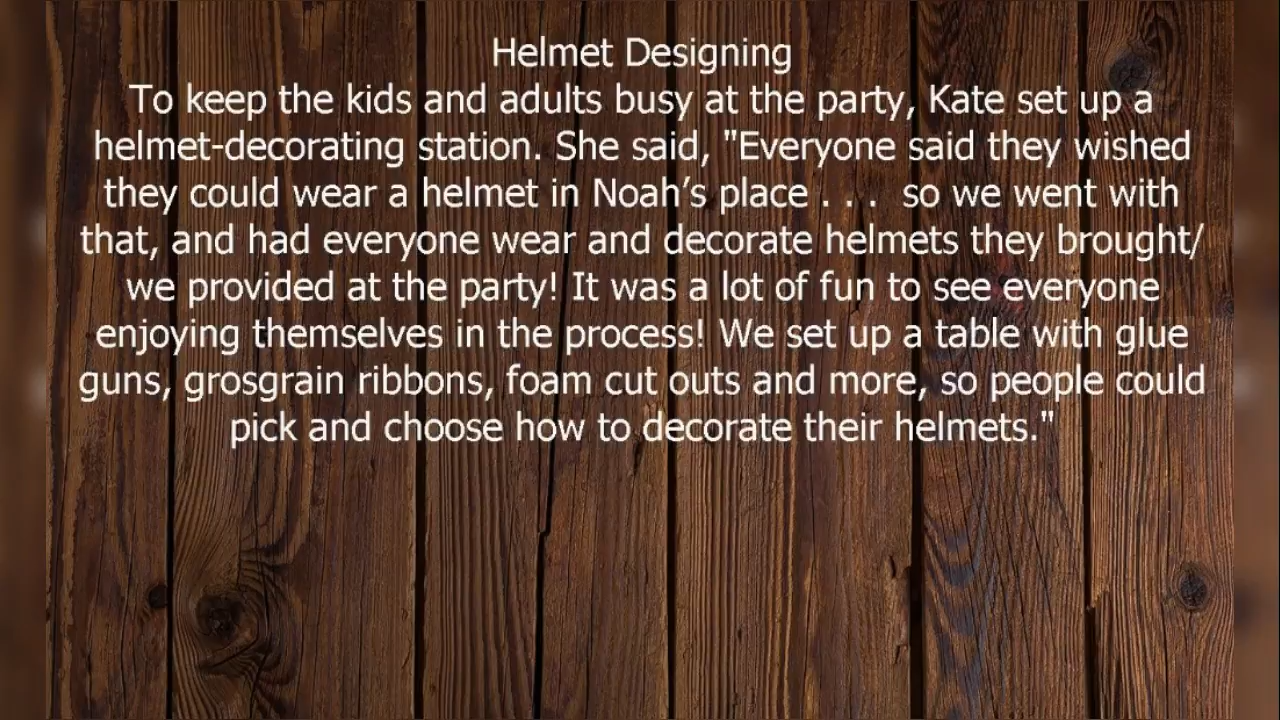 Helmet Designing
To keep the kids and adults busy at the party, Kate set up a
helmet-decorating station. She said, "Everyone said they wished
they could wear a helmet in Noah’s place . . .  so we went with
that, and had everyone wear and decorate helmets they brought/
we provided at the party! It was a lot of fun to see everyone
enjoying themselves in the process! We set up a table with glue
guns, grosgrain ribbons, foam cut outs and more, so people could
pick and choose how to decorate their helmets."